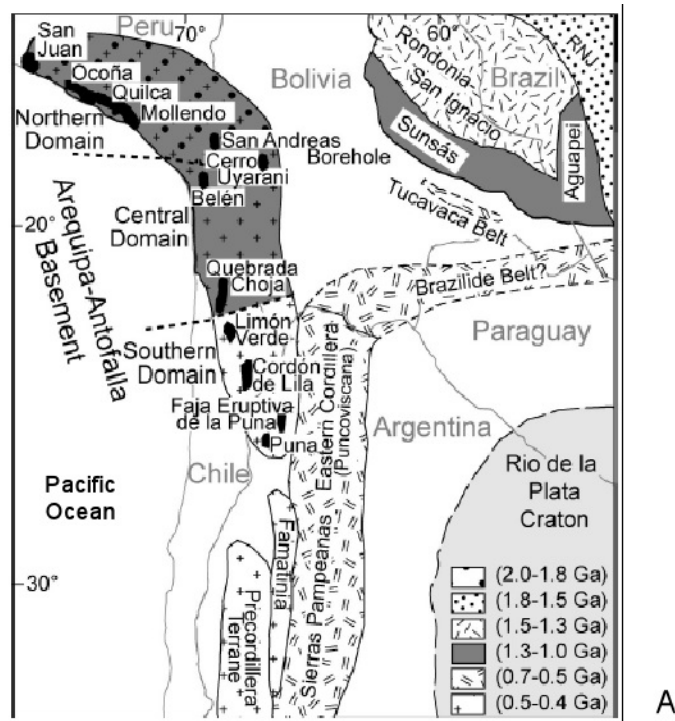 Peru
70°
60°
San
Juan
Ocoña
Quilca
Mollendo
Northern
Domain
San Andreas
Borehole
Cerro
Uyarani
Belén
Bolivia
Brazil
Rondonia-
San Ignacio
RNJ
Sunsás
Aguapei
Tucavaca Belt
20°
Central
Domain
Arequipa-Antofalla
Basement
Quebrada
Choja
Brazilide Belt?
Paraguay
Limón
Verde
Southern
Domain
Cordón
de Lila
Faja Eruptiva
de la Puna
Puna
Eastern Cordillera
(Puncoviscana)
Argentina
Chile
Pacific
Ocean
Rio de la
Plata
Craton
30°
Precordillera
Terrane
Famatinia
Sierras Pampeanas
(2.0-1.8 Ga)
(1.8-1.5 Ga)
(1.5-1.3 Ga)
(1.3-1.0 Ga)
(0.7-0.5 Ga)
(0.5-0.4 Ga)
A